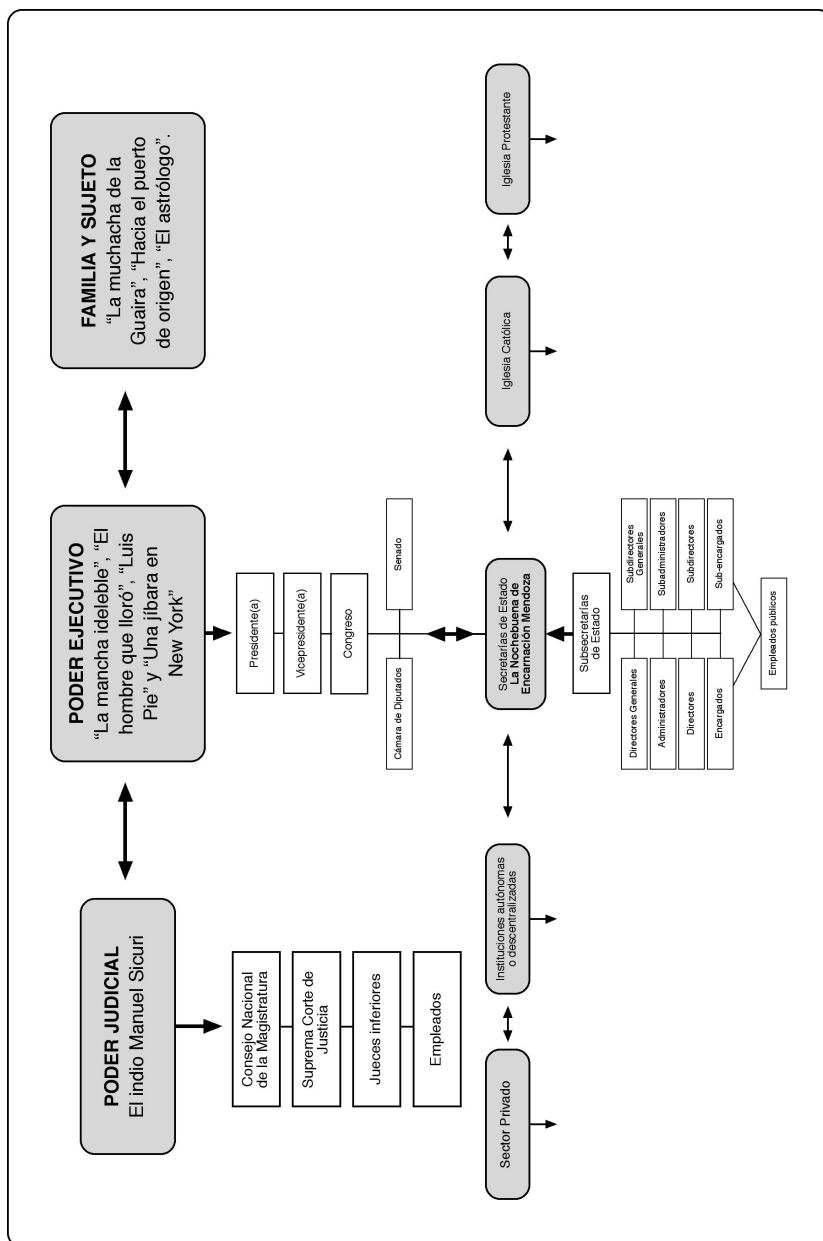 PODER JUDICIAL
El indio Manuel Sicuri
PODER EJECUTIVO
“La mancha ideleble”, “El
hombre que lloró”, “Luis
Pie” y “Una jíbara en
New York”
FAMILIA Y SUJETO
“La muchacha de la
Guaira”, “Hacia el puerto
de origen”, “El astrólogo”.
Consejo Nacional
de la Magistratura
Suprema Corte de
Justicia
Jueces inferiores
Empleados
Presidente(a)
Vicepresidente(a)
Congreso
Cámara de Diputados
Senado
Sector Privado
Instituciones autónomas
o descentralizadas
Secretarías de Estado
La Nochebuena de
Encarnación Mendoza
Iglesia Católica
Iglesia Protestante
Subsecretarías
de Estado
Directores Generales
Subdirectores
Generales
Administradores
Subadministradores
Directores
Subdirectores
Encargados
Sub-encargados
Empleados públicos